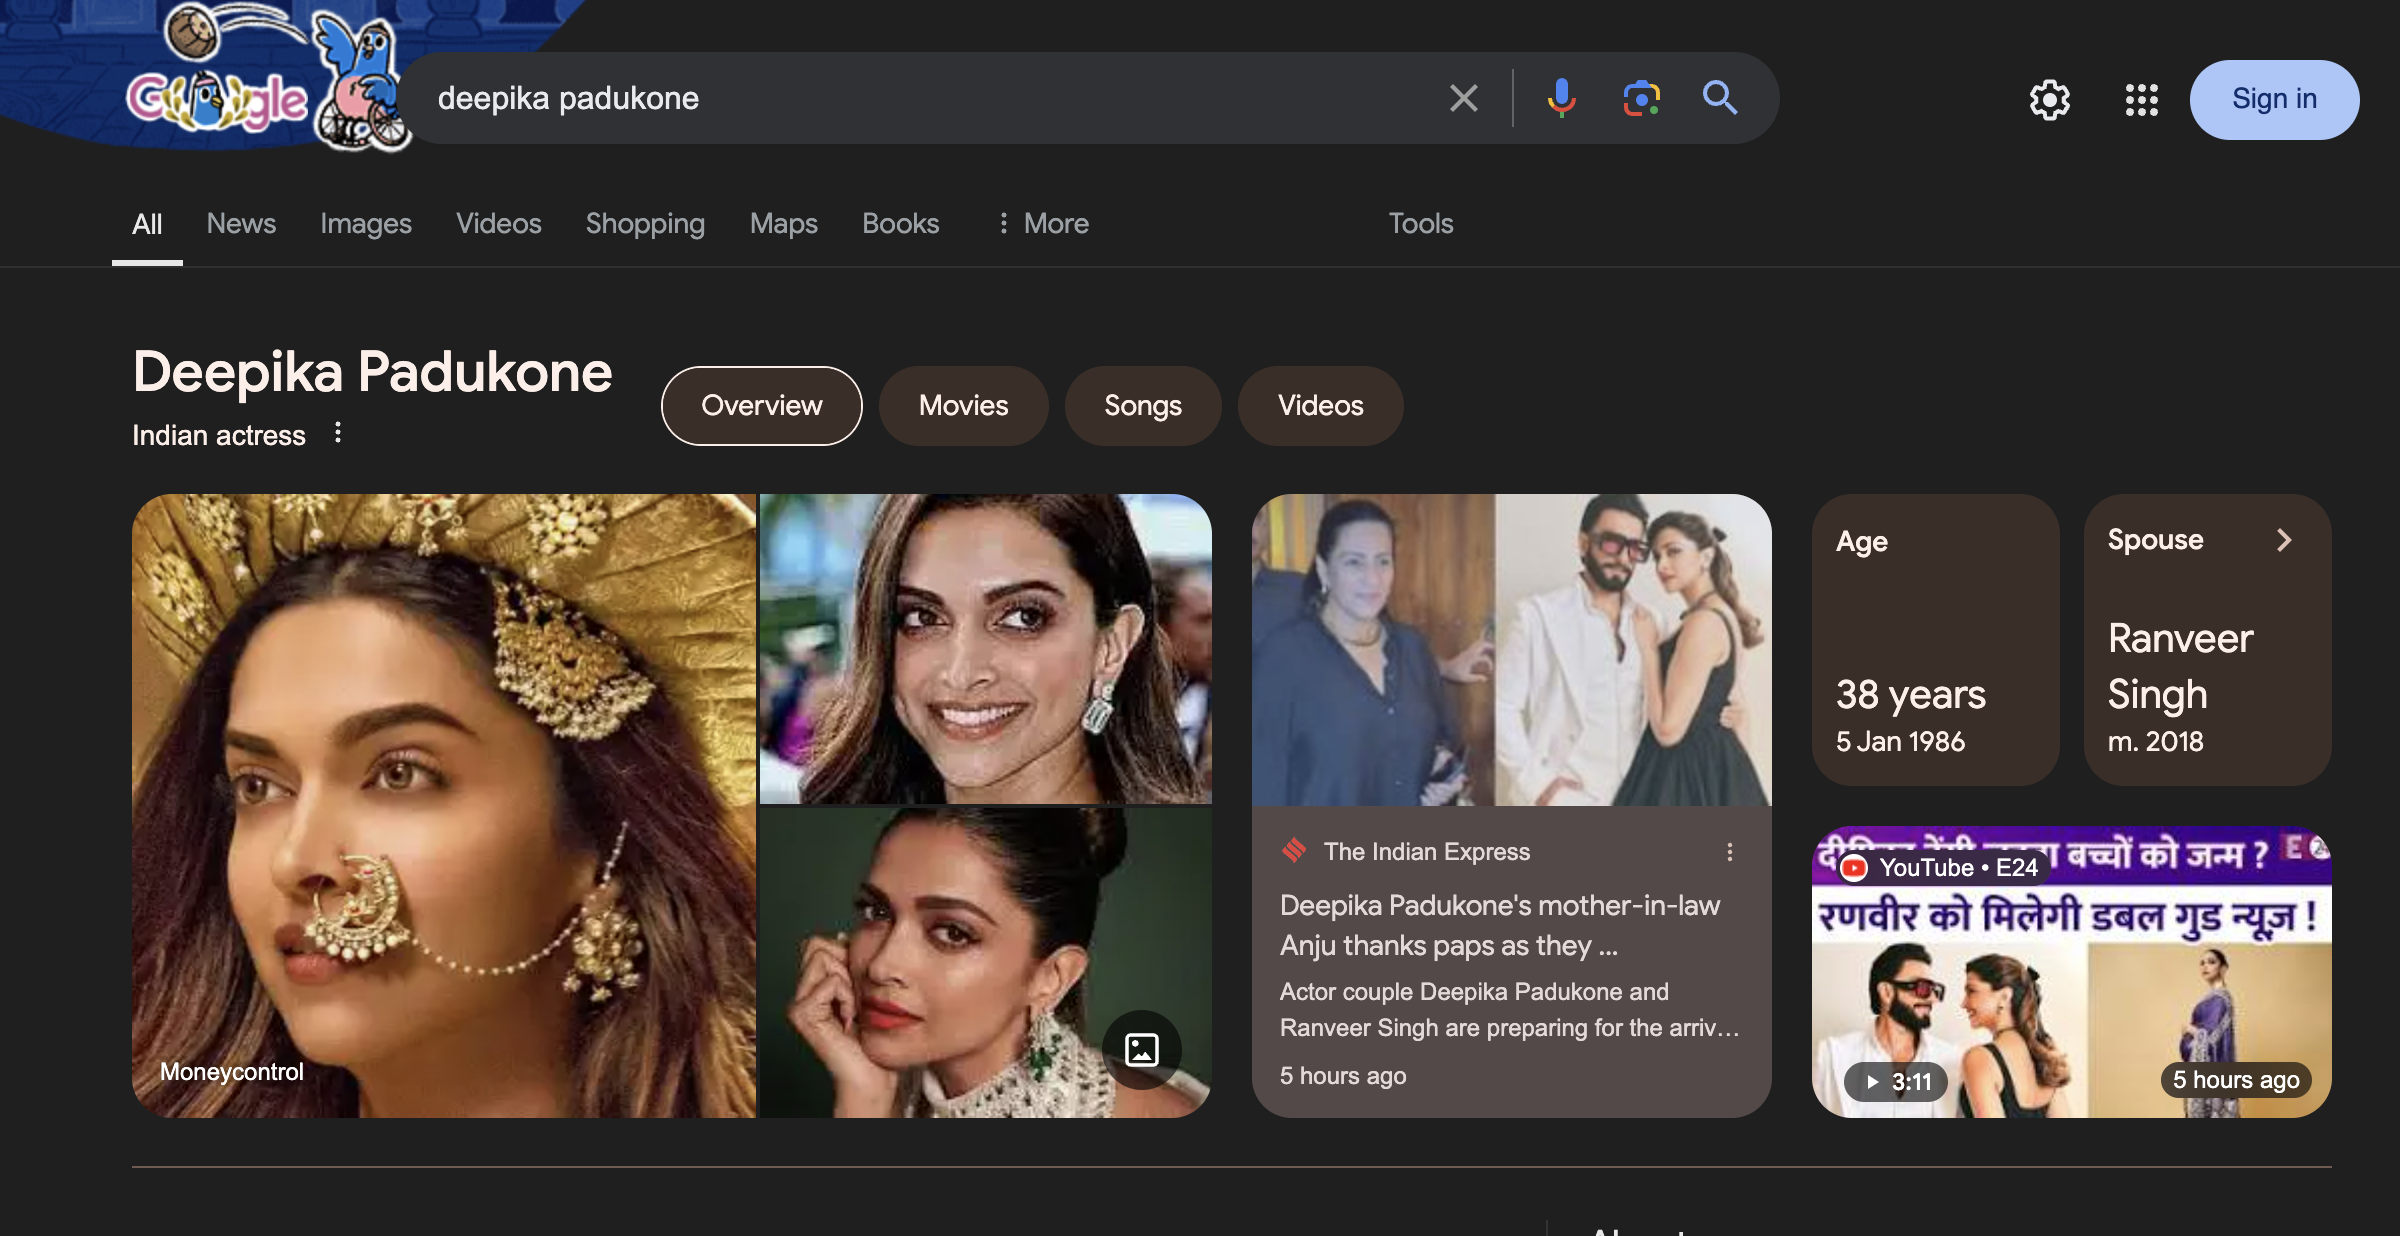 Google
deepika padukone
Sign in
All News Images Videos Shopping Maps Books More Tools
Deepika Padukone
Indian actress
Overview Movies Songs Videos
Moneycontrol
The Indian Express
Deepika Padukone's mother-in-law
Anju thanks paps as they ...
Actor couple Deepika Padukone and
Ranveer Singh are preparing for the arriv...
5 hours ago
Age
38 years
5 Jan 1986
Spouse
Ranveer
Singh
m. 2018
बच्चों को जन्म ?
YouTube • E24
रणवीर को मिलेगी डबल गुड न्यूज़ !
3:11
5 hours ago